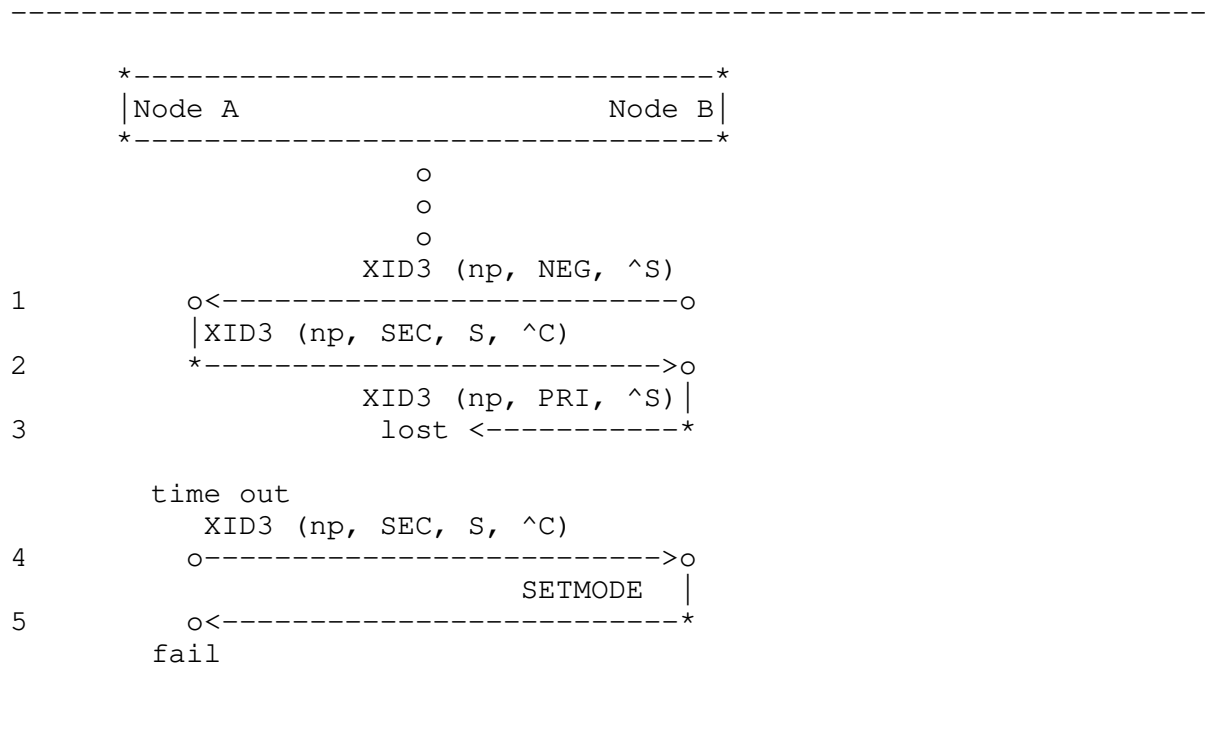 --------------------------------------------------------------------
*---------------------------------*
|Node A                     Node B|
*---------------------------------*
o
o
o
XID3 (np, NEG, ^S)
1         o<--------------------------o
|XID3 (np, SEC, S, ^C)
2         *-------------------------->o
XID3 (np, PRI, ^S)|
3                    lost <-----------*
time out
XID3 (np, SEC, S, ^C)
4         o-------------------------->o
SETMODE  |
5         o<--------------------------*
fail